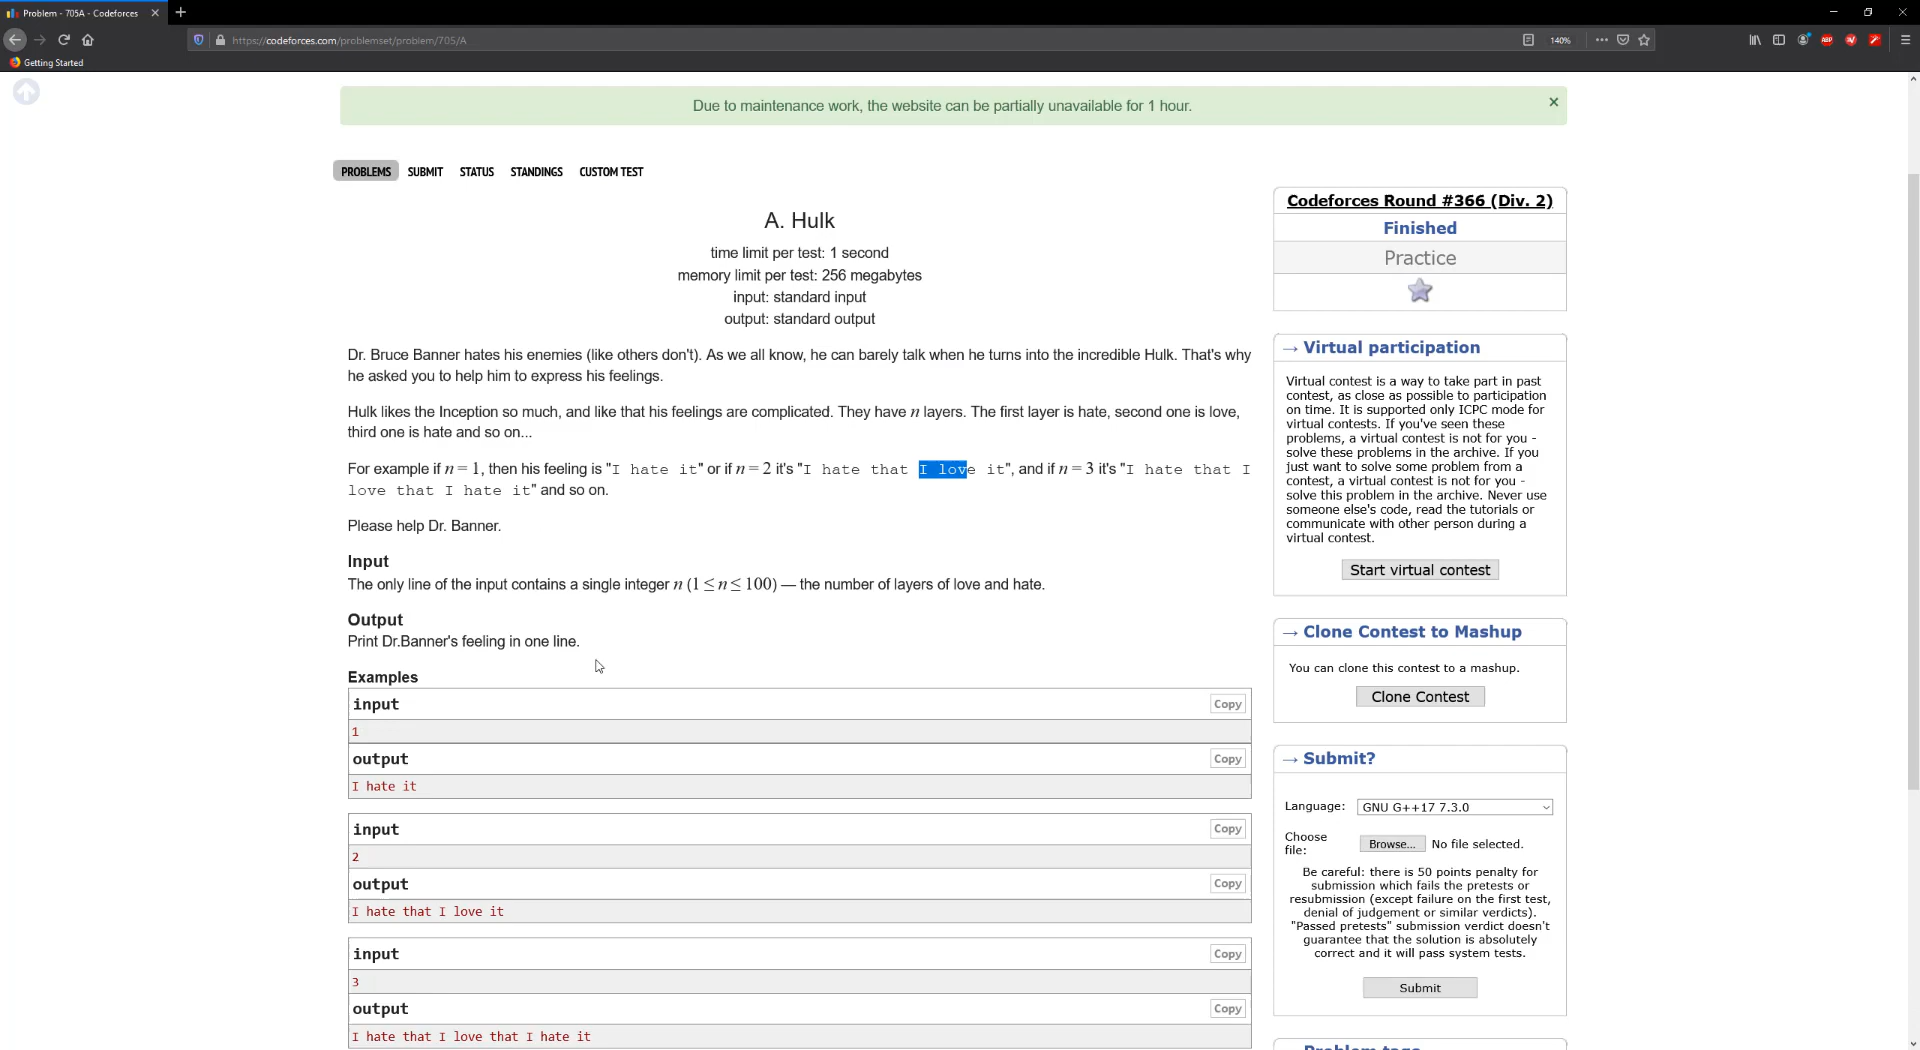 Problem - 705A - Codeforces
https://codeforces.com/problemset/problem/705/A
140%
Getting Started
Due to maintenance work, the website can be partially unavailable for 1 hour.
PROBLEMS SUBMIT STATUS STANDINGS CUSTOM TEST
A. Hulk
time limit per test: 1 second
memory limit per test: 256 megabytes
input: standard input
output: standard output
Dr. Bruce Banner hates his enemies (like others don't). As we all know, he can barely talk when he turns into the incredible Hulk. That's why
he asked you to help him to express his feelings.
Hulk likes the Inception so much, and like that his feelings are complicated. They have n layers. The first layer is hate, second one is love,
third one is hate and so on...
For example if n = 1, then his feeling is "I hate it" or if n = 2 it's "I hate that I love it", and if n = 3 it's "I hate that I
love that I hate it" and so on.
Please help Dr. Banner.
Input
The only line of the input contains a single integer n (1 ≤ n ≤ 100) — the number of layers of love and hate.
Output
Print Dr.Banner's feeling in one line.
Examples
input
Copy
1
output
Copy
I hate it
input
Copy
2
output
Copy
I hate that I love it
input
Copy
3
output
Copy
I hate that I love that I hate it
Codeforces Round #366 (Div. 2)
Finished
Practice
→ Virtual participation
Virtual contest is a way to take part in past
contest, as close as possible to participation
on time. It is supported only ICPC mode for
virtual contests. If you've seen these
problems, a virtual contest is not for you -
solve these problems in the archive. If you
just want to solve some problem from a
contest, a virtual contest is not for you -
solve this problem in the archive. Never use
someone else's code, read the tutorials or
communicate with other person during a
virtual contest.
Start virtual contest
→ Clone Contest to Mashup
You can clone this contest to a mashup.
Clone Contest
→ Submit?
Language: GNU G++17 7.3.0
Choose
file:
Browse... No file selected.
Be careful: there is 50 points penalty for
submission which fails the pretests or
resubmission (except failure on the first test,
denial of judgement or similar verdicts).
"Passed pretests" submission verdict doesn't
guarantee that the solution is absolutely
correct and it will pass system tests.
Submit
→ Problem tags